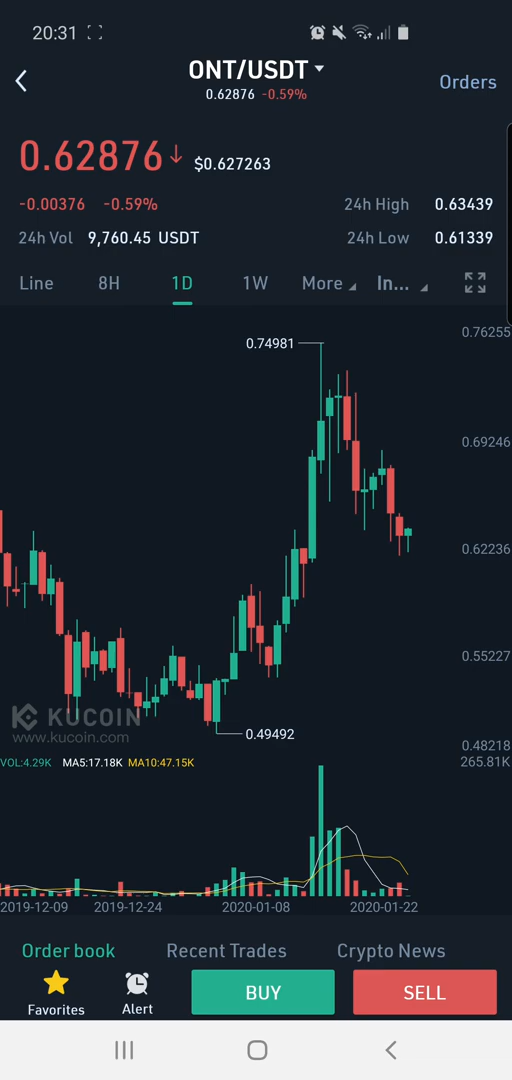 20:31
ONT/USDT
0.62876 -0.59%
Orders
0.62876 $0.627263
-0.00376 -0.59%
24h High 0.63439
24h Vol 9,760.45 USDT
24h Low 0.61339
Line 8H 1D 1W More In...
0.76255
0.74981
0.69246
0.62236
0.55227
KUCOIN
www.kucoin.com
0.49492
0.48218
VOL:4.29K MA5:17.18K MA10:47.15K
265.81K
2019-12-09 2019-12-24 2020-01-08 2020-01-22
Order book Recent Trades Crypto News
Favorites
Alert
BUY
SELL